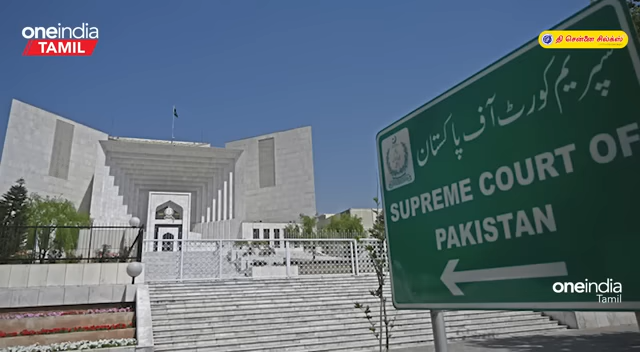 oneindia
TAMIL
தி சென்னை சில்க்ஸ்
سپریم کورٹ آف پاکستان
SUPREME COURT OF
PAKISTAN
oneindia
Tamil